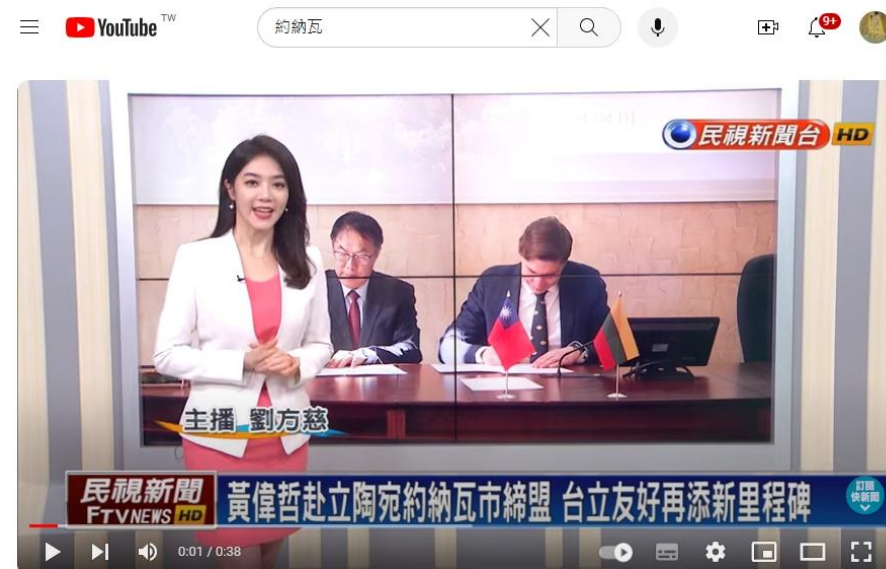 YouTube TW
約納瓦
9+
民視新聞台 HD
主播 劉方慈
民視新聞
FTVNEWS HD
黃偉哲赴立陶宛約納瓦市締盟 台立友好再添新里程碑
訂閱
快新聞
0:01 / 0:38